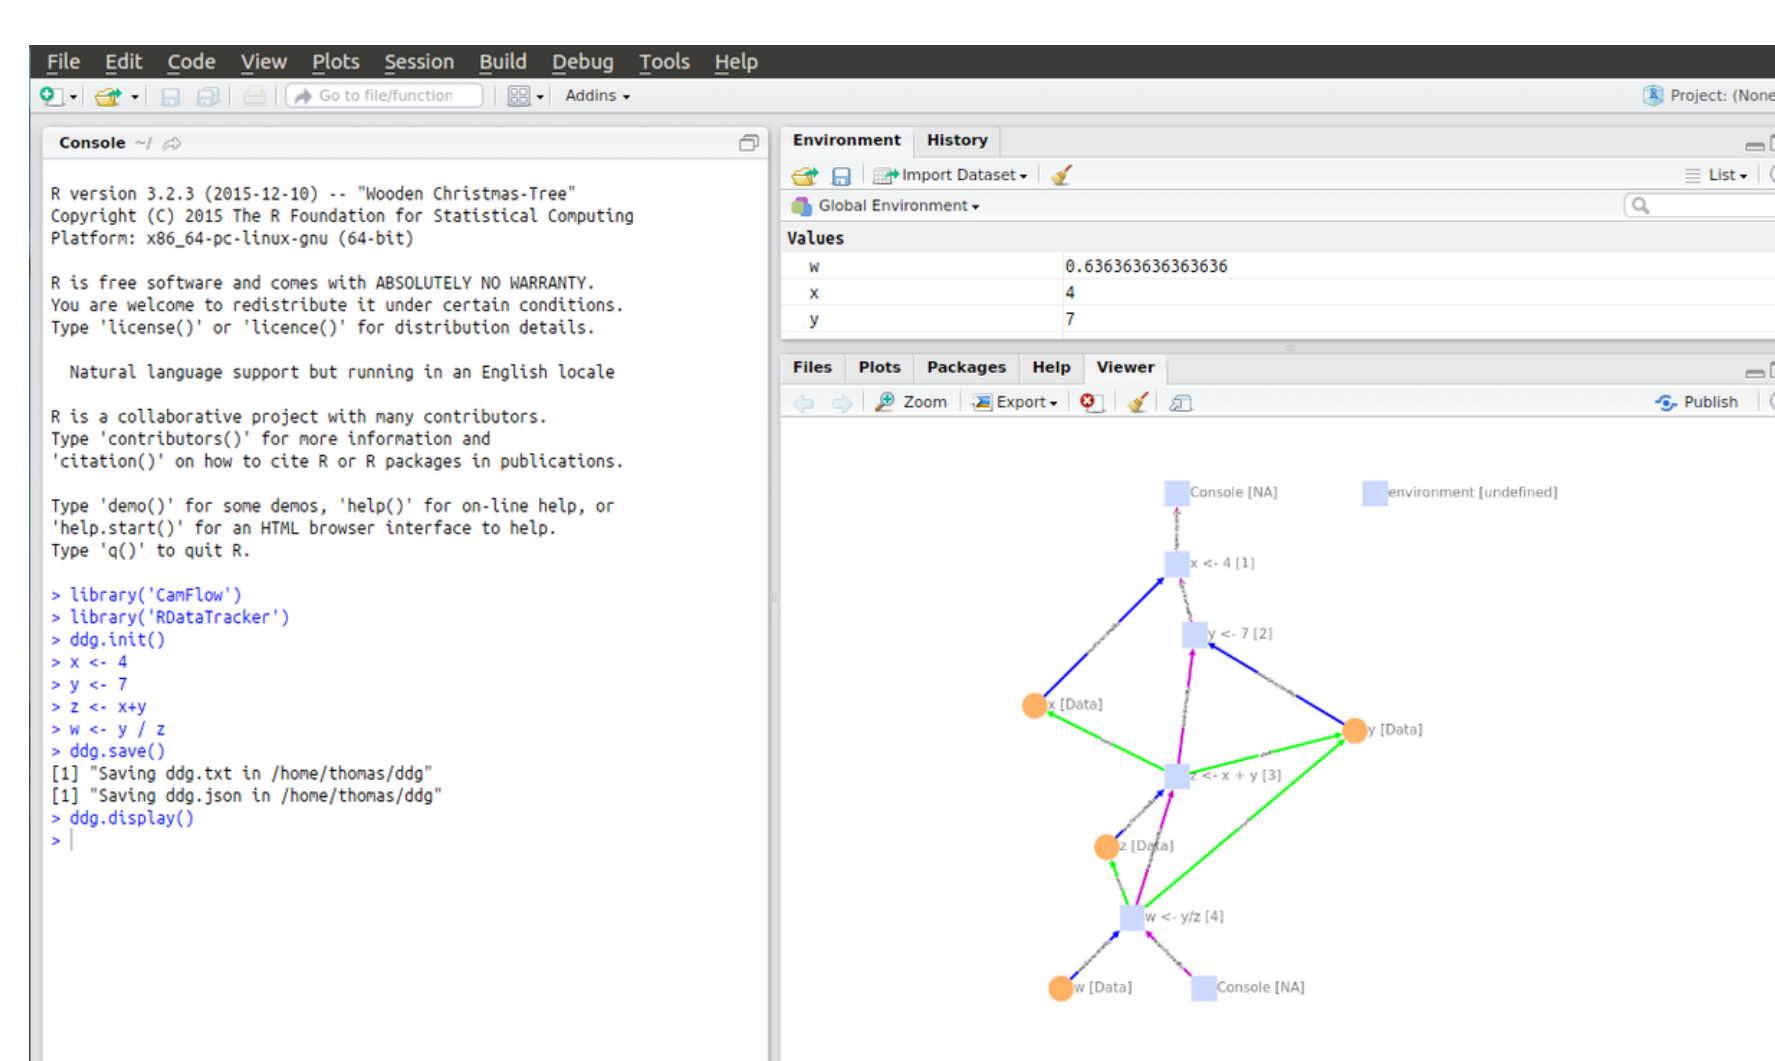 File Edit Code View Plots Session Build Debug Tools Help
Go to file/function Addins Project: (None
Console ~/
R version 3.2.3 (2015-12-10) -- "Wooden Christmas-Tree"
Copyright (C) 2015 The R Foundation for Statistical Computing
Platform: x86_64-pc-linux-gnu (64-bit)
R is free software and comes with ABSOLUTELY NO WARRANTY.
You are welcome to redistribute it under certain conditions.
Type 'license()' or 'licence()' for distribution details.
Natural language support but running in an English locale
R is a collaborative project with many contributors.
Type 'contributors()' for more information and
'citation()' on how to cite R or R packages in publications.
Type 'demo()' for some demos, 'help()' for on-line help, or
'help.start()' for an HTML browser interface to help.
Type 'q()' to quit R.
> library('CamFlow')
> library('RDataTracker')
> ddg.init()
> x <- 4
> y <- 7
> z <- x+y
> w <- y / z
> ddg.save()
[1] "Saving ddg.txt in /home/thomas/ddg"
[1] "Saving ddg.json in /home/thomas/ddg"
> ddg.display()
>
Environment History
Import Dataset List
Global Environment
Values
w 0.636363636363636
x 4
y 7
Files Plots Packages Help Viewer
Zoom Export Publish
Console [NA] environment [undefined]
x <- 4 [1]
y <- 7 [2]
x [Data]
y [Data]
z <- x + y [3]
z [Data]
w <- y/z [4]
w [Data] Console [NA]